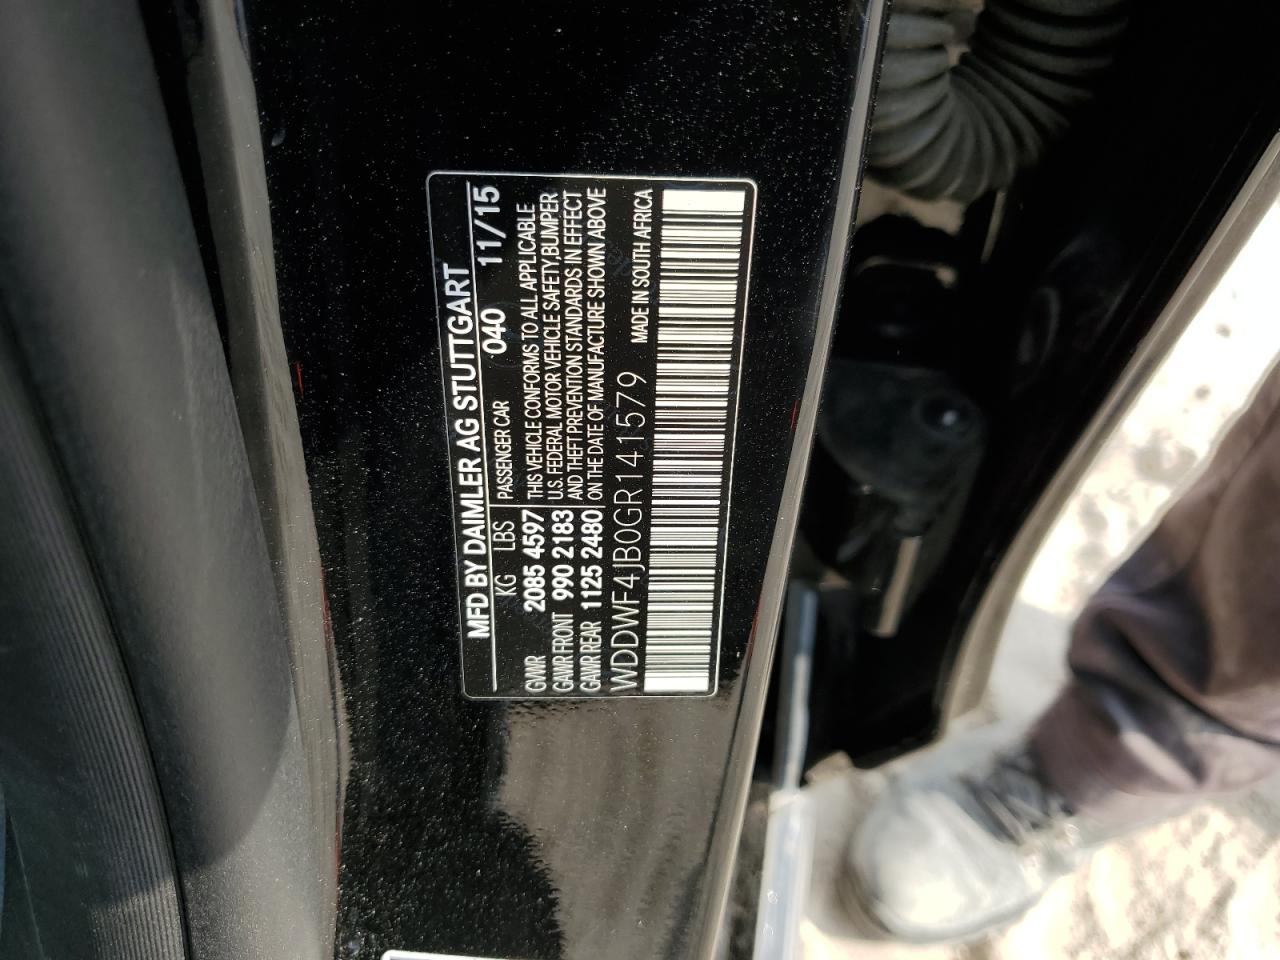 MFD BY DAIMLER AG STUTTGART
KG LBS PASSENGER CAR 040 11/15
GVWR 2085 4597 THIS VEHICLE CONFORMS TO ALL APPLICABLE
GAWR FRONT 990 2183 U.S. FEDERAL MOTOR VEHICLE SAFETY,BUMPER
GAWR REAR 1125 2480 AND THEFT PREVENTION STANDARDS IN EFFECT
ON THE DATE OF MANUFACTURE SHOWN ABOVE
WDDWF4JB0GR141579 MADE IN SOUTH AFRICA